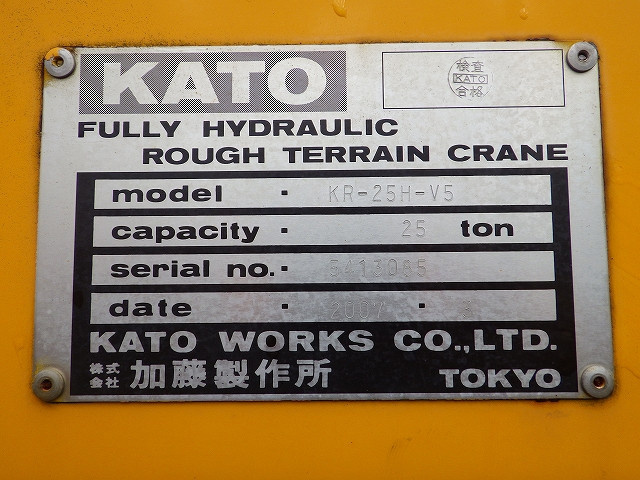 KATO
検査
KATO
合格
FULLY HYDRAULIC
ROUGH TERRAIN CRANE
model · KR-25H-V5
capacity · 25 ton
serial no. ·
date · 2007 ·
KATO WORKS CO.,LTD.
株式会社 加藤製作所 TOKYO